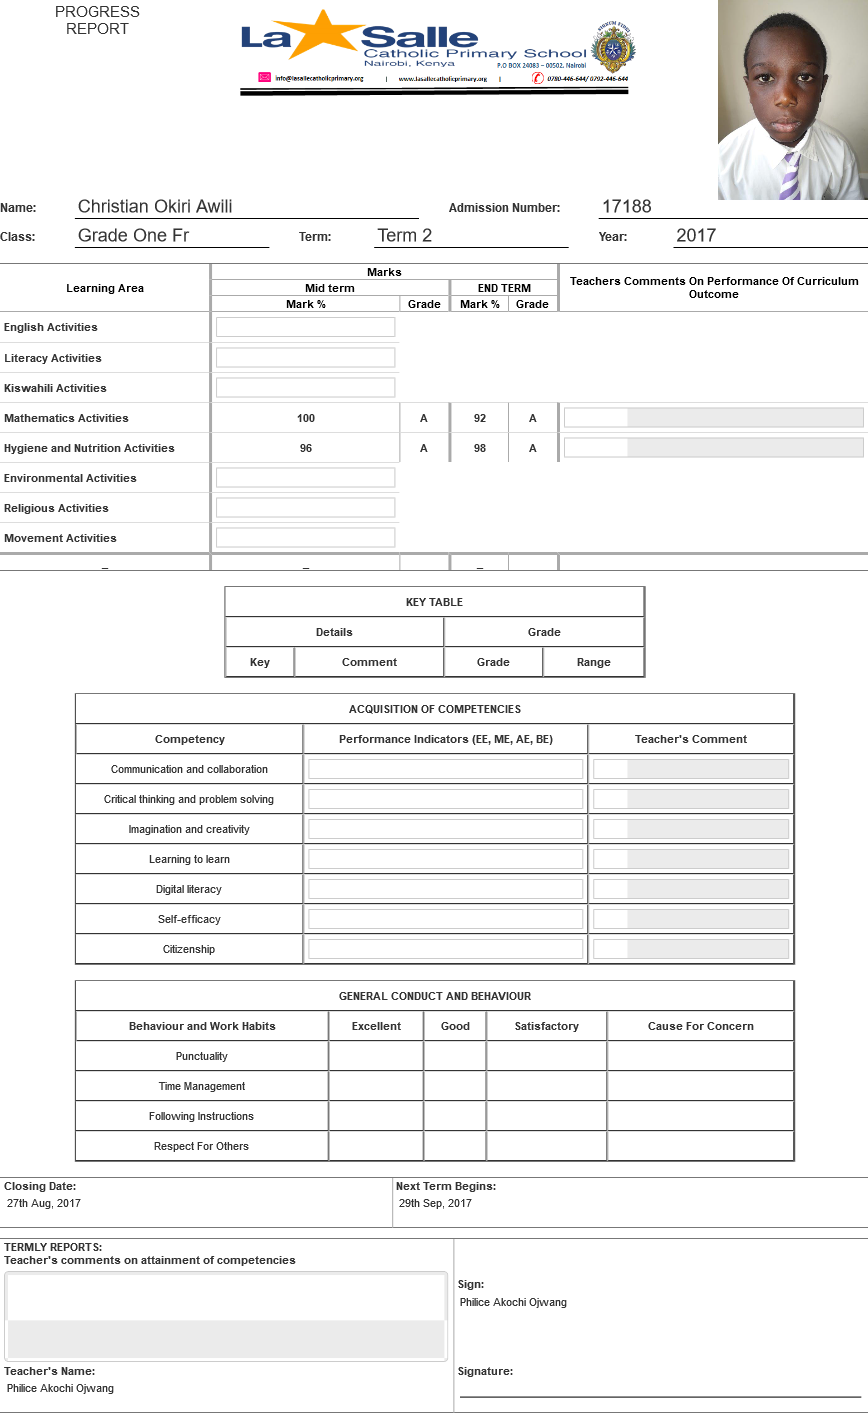 PROGRESS
REPORT
La Salle
Catholic Primary School
Nairobi, Kenya
P.O BOX 24083 – 00502, Nairobi
info@lasallecatholicprimary.org | www.lasallecatholicprimary.org | 0780-446-644/ 0792-446-644
Name: Christian Okiri Awili Admission Number: 17188
Class: Grade One Fr Term: Term 2 Year: 2017
Learning Area Marks Teachers Comments On Performance Of Curriculum Outcome
Mid term END TERM
Mark % Grade Mark % Grade
English Activities
Literacy Activities
Kiswahili Activities
Mathematics Activities 100 A 92 A
Hygiene and Nutrition Activities 96 A 98 A
Environmental Activities
Religious Activities
Movement Activities
_ _ _
KEY TABLE
Details Grade
Key Comment Grade Range
ACQUISITION OF COMPETENCIES
Competency Performance Indicators (EE, ME, AE, BE) Teacher's Comment
Communication and collaboration
Critical thinking and problem solving
Imagination and creativity
Learning to learn
Digital literacy
Self-efficacy
Citizenship
GENERAL CONDUCT AND BEHAVIOUR
Behaviour and Work Habits Excellent Good Satisfactory Cause For Concern
Punctuality
Time Management
Following Instructions
Respect For Others
Closing Date: Next Term Begins:
27th Aug, 2017 29th Sep, 2017
TERMLY REPORTS:
Teacher's comments on attainment of competencies
Sign:
Philice Akochi Ojwang
Teacher's Name: Signature:
Philice Akochi Ojwang